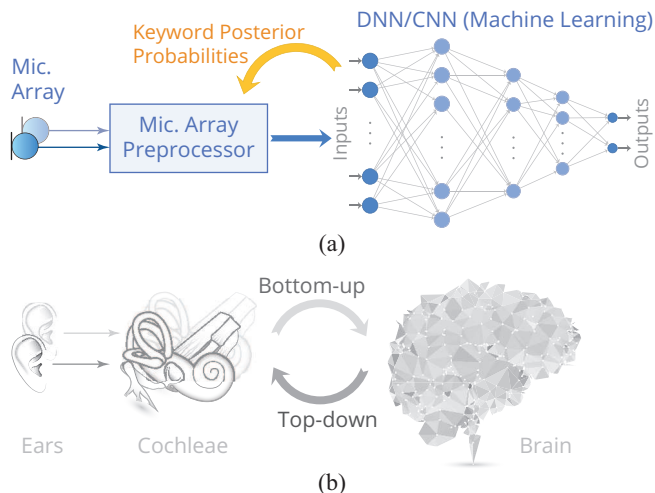 Keyword Posterior
Probabilities
DNN/CNN (Machine Learning)
Mic.
Array
Mic. Array
Preprocessor
Inputs
Outputs
(a)
Bottom-up
Top-down
Ears
Cochleae
Brain
(b)